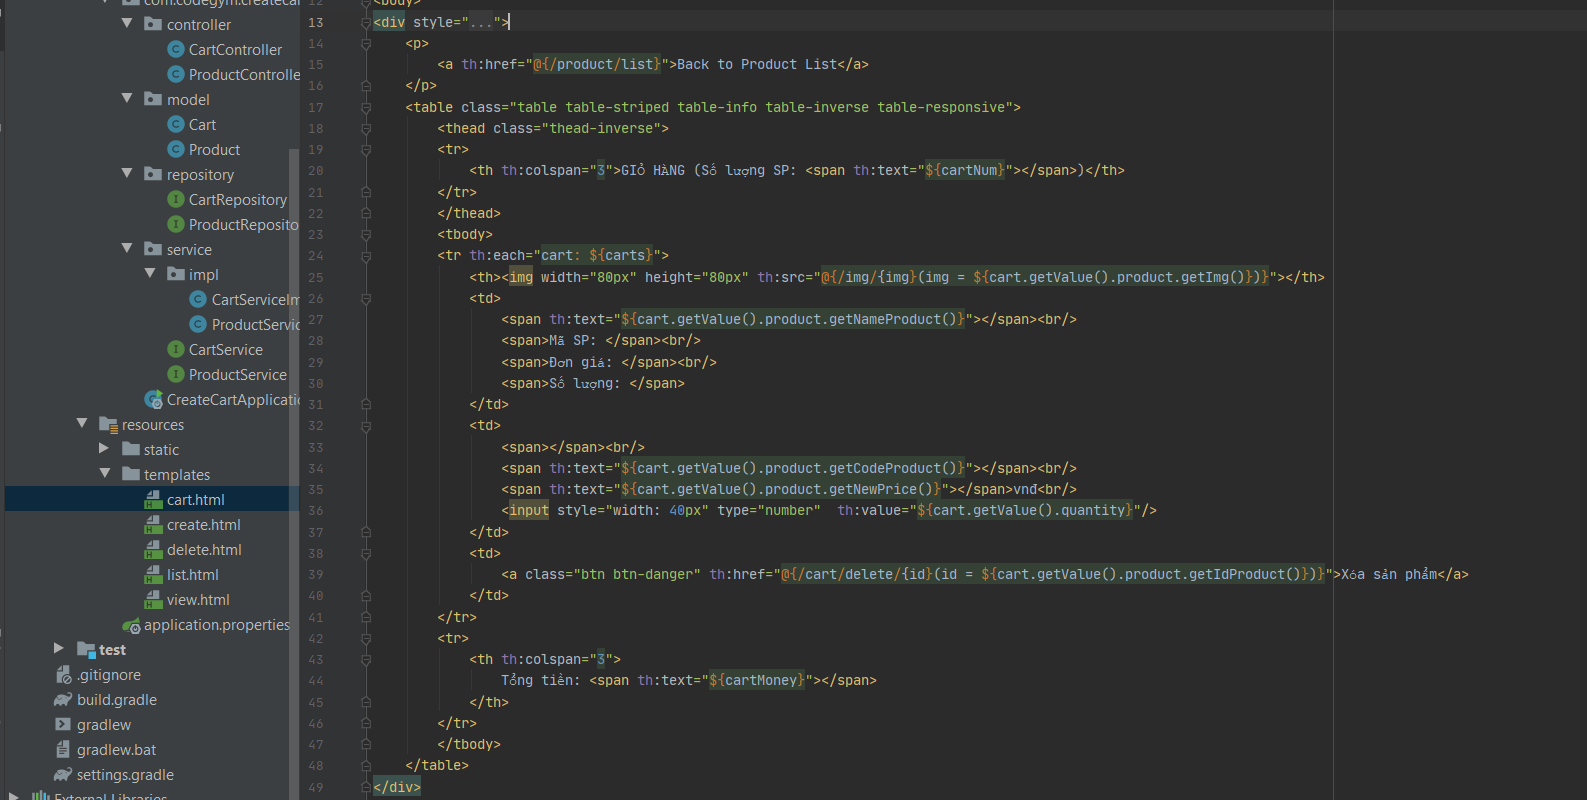 com.codegym.createcar
controller
CartController
ProductControlle
model
Cart
Product
repository
CartRepository
ProductReposito
service
impl
CartServiceIm
ProductServic
CartService
ProductService
CreateCartApplicatio
resources
static
templates
cart.html
create.html
delete.html
list.html
view.html
application.properties
test
.gitignore
build.gradle
gradlew
gradlew.bat
settings.gradle
External Libraries
12 <body>
13 <div style="...">
14 <p>
15 <a th:href="@{/product/list}">Back to Product List</a>
16 </p>
17 <table class="table table-striped table-info table-inverse table-responsive">
18 <thead class="thead-inverse">
19 <tr>
20 <th th:colspan="3">GIỎ HÀNG (Số lượng SP: <span th:text="${cartNum}"></span>)</th>
21 </tr>
22 </thead>
23 <tbody>
24 <tr th:each="cart: ${carts}">
25 <th><img width="80px" height="80px" th:src="@{/img/{img}(img = ${cart.getValue().product.getImg()})}"></th>
26 <td>
27 <span th:text="${cart.getValue().product.getNameProduct()}"></span><br/>
28 <span>Mã SP: </span><br/>
29 <span>Đơn giá: </span><br/>
30 <span>Số lượng: </span>
31 </td>
32 <td>
33 <span></span><br/>
34 <span th:text="${cart.getValue().product.getCodeProduct()}"></span><br/>
35 <span th:text="${cart.getValue().product.getNewPrice()}"></span>vnđ<br/>
36 <input style="width: 40px" type="number"  th:value="${cart.getValue().quantity}"/>
37 </td>
38 <td>
39 <a class="btn btn-danger" th:href="@{/cart/delete/{id}(id = ${cart.getValue().product.getIdProduct()})}">Xóa sản phẩm</a>
40 </td>
41 </tr>
42 <tr>
43 <th th:colspan="3">
44 Tổng tiền: <span th:text="${cartMoney}"></span>
45 </th>
46 </tr>
47 </tbody>
48 </table>
49 </div>